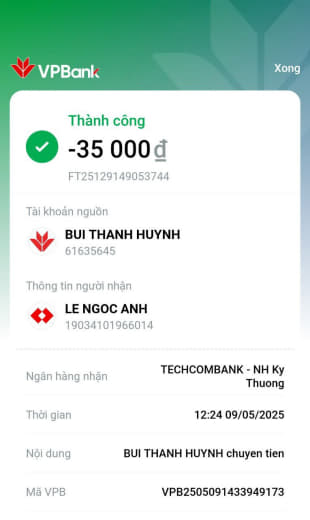 VPBank
Xong
Thành công
-35 000 đ
FT25129149053744
Tài khoản nguồn
BUI THANH HUYNH
61635645
Thông tin người nhận
LE NGOC ANH
19034101966014
Ngân hàng nhận
TECHCOMBANK - NH Ky
Thuong
Thời gian
12:24 09/05/2025
Nội dung
BUI THANH HUYNH chuyen tien
Mã VPB
VPB2505091433949173